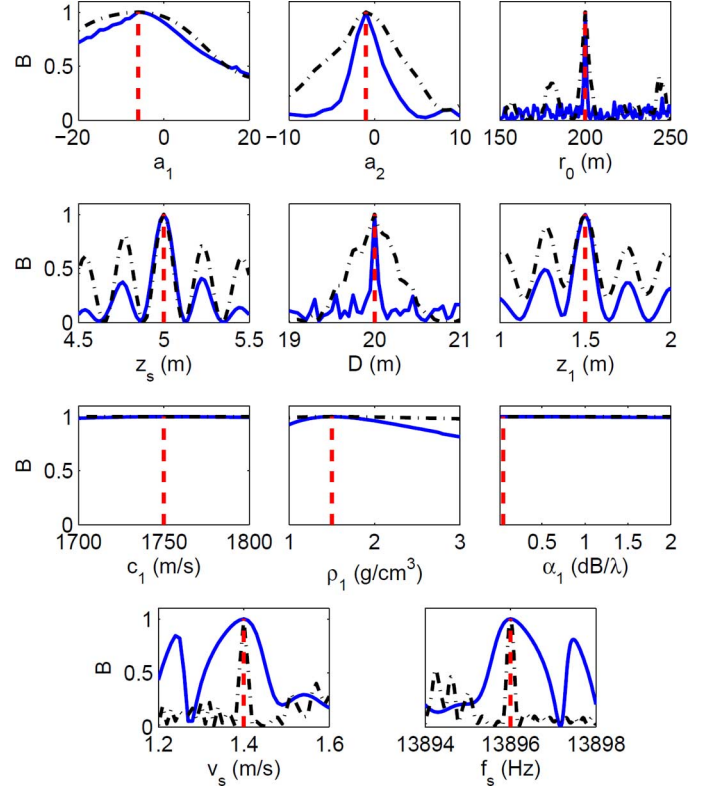 1
0.5
0
B
−20 0 20
a1
−10 0 10
a2
150 200 250
r0 (m)
1
0.5
0
B
4.5 5 5.5
zs (m)
19 20 21
D (m)
1 1.5 2
z1 (m)
1
0.5
0
B
1700 1750 1800
c1 (m/s)
1 2 3
ρ1 (g/cm³)
0.5 1 1.5 2
α1 (dB/λ)
1
0.5
0
B
1.2 1.4 1.6
vs (m/s)
B
13894 13896 13898
fs (Hz)